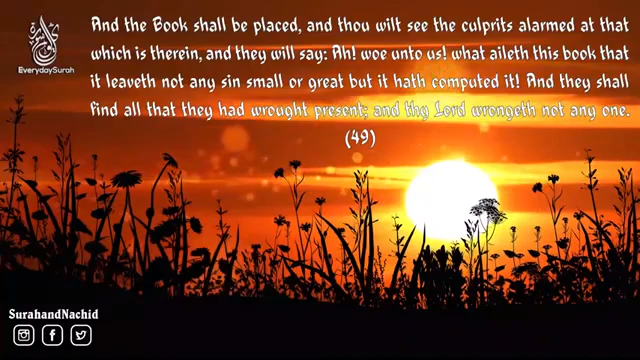 And the Book shall be placed, and thou wilt see the culprits alarmed at that
which is therein, and they will say: Ah! woe unto us! what aileth this book that
it leaveth not any sin small or great but it hath computed it! And they shall
find all that they had wrought present; and thy Lord wrongeth not any one.
(49)
EverydaySurah
SurahandNachid